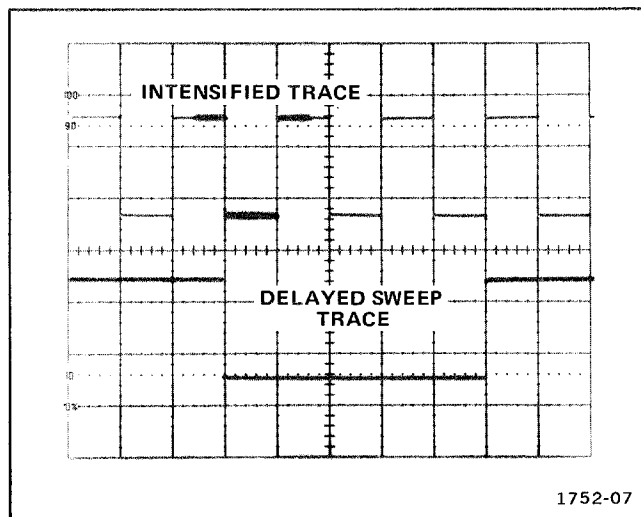 100
INTENSIFIED TRACE
90
DELAYED SWEEP
TRACE
10
0%
1752-07